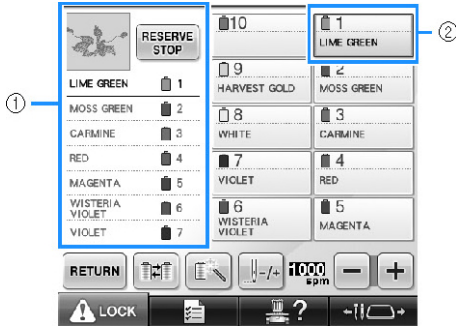 ①
②
RESERVE
STOP
LIME GREEN 1
MOSS GREEN 2
CARMINE 3
RED 4
MAGENTA 5
WISTERIA
VIOLET 6
VIOLET 7
10
1
LIME GREEN
9
HARVEST GOLD
2
MOSS GREEN
8
WHITE
3
CARMINE
7
VIOLET
4
RED
6
WISTERIA
VIOLET
5
MAGENTA
RETURN
-/+
1000
spm
- +
LOCK
?
- +